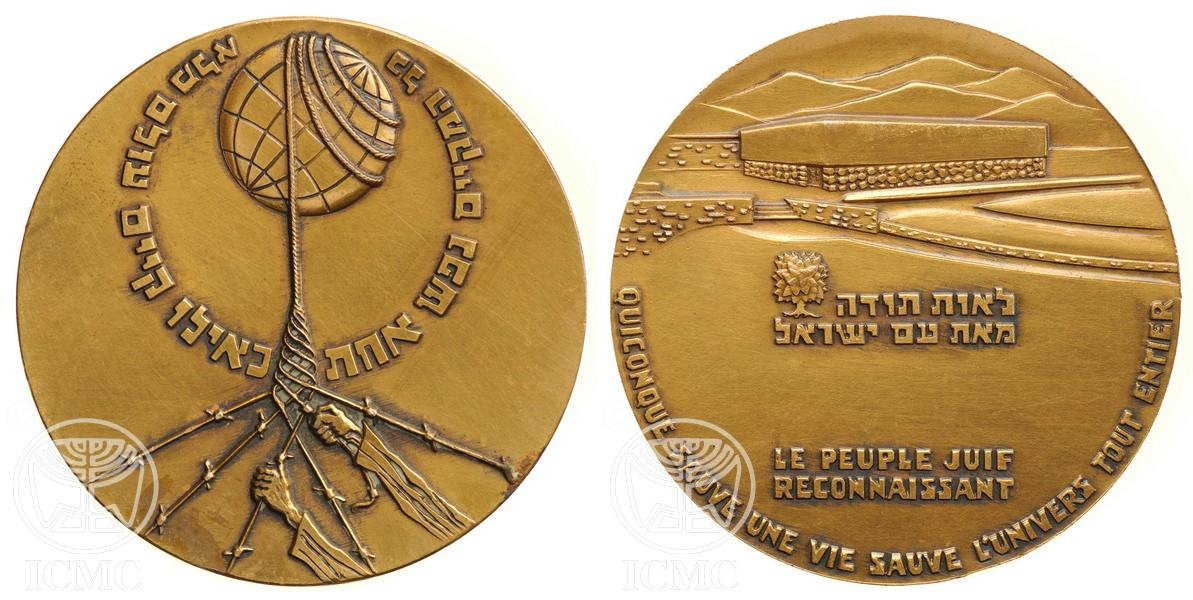 כל המקיים נפש אחת כאילו קיים עולם מלא
לאות תודה
מאת עם ישראל
LE PEUPLE JUIF
RECONNAISSANT
QUICONQUE SAUVE UNE VIE SAUVE L'UNIVERS TOUT ENTIER
ICMC
ICMC